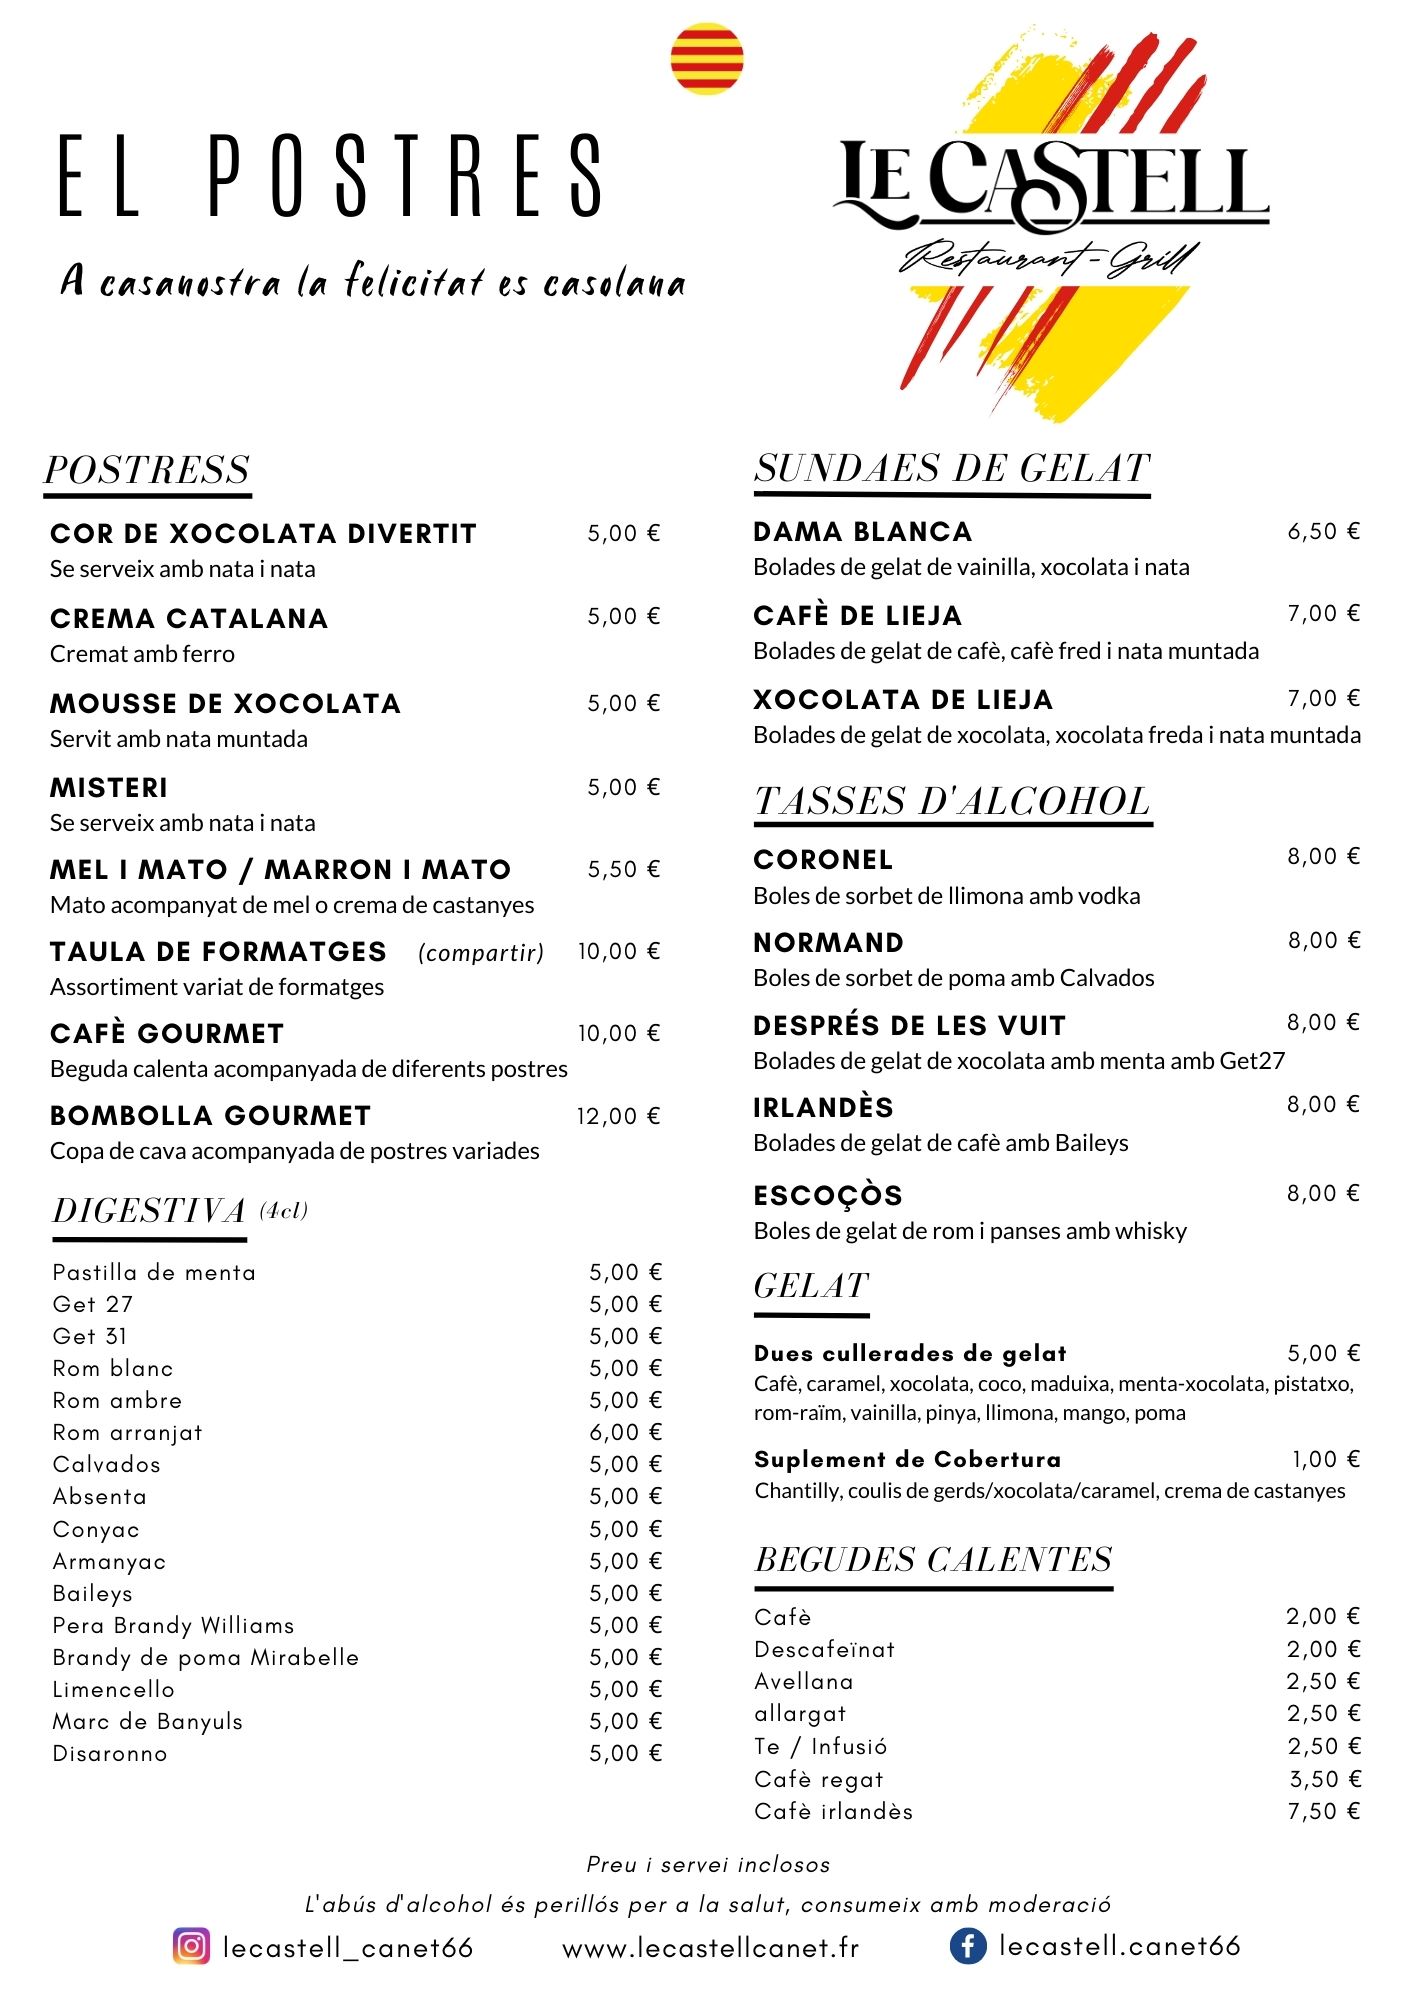 EL POSTRES
A casanostra la felicitat es casolana
LE CASTELL
Restaurant-Grill
POSTRESS
COR DE XOCOLATA DIVERTIT 5,00 €
Se serveix amb nata i nata
CREMA CATALANA 5,00 €
Cremat amb ferro
MOUSSE DE XOCOLATA 5,00 €
Servit amb nata muntada
MISTERI 5,00 €
Se serveix amb nata i nata
MEL I MATO / MARRON I MATO 5,50 €
Mato acompanyat de mel o crema de castanyes
TAULA DE FORMATGES (compartir) 10,00 €
Assortiment variat de formatges
CAFÈ GOURMET 10,00 €
Beguda calenta acompanyada de diferents postres
BOMBOLLA GOURMET 12,00 €
Copa de cava acompanyada de postres variades
DIGESTIVA (4cl)
Pastilla de menta 5,00 €
Get 27 5,00 €
Get 31 5,00 €
Rom blanc 5,00 €
Rom ambre 5,00 €
Rom arranjat 6,00 €
Calvados 5,00 €
Absenta 5,00 €
Conyac 5,00 €
Armanyac 5,00 €
Baileys 5,00 €
Pera Brandy Williams 5,00 €
Brandy de poma Mirabelle 5,00 €
Limencello 5,00 €
Marc de Banyuls 5,00 €
Disaronno 5,00 €
SUNDAES DE GELAT
DAMA BLANCA 6,50 €
Bolades de gelat de vainilla, xocolata i nata
CAFÈ DE LIEJA 7,00 €
Bolades de gelat de cafè, cafè fred i nata muntada
XOCOLATA DE LIEJA 7,00 €
Bolades de gelat de xocolata, xocolata freda i nata muntada
TASSES D'ALCOHOL
CORONEL 8,00 €
Boles de sorbet de llimona amb vodka
NORMAND 8,00 €
Boles de sorbet de poma amb Calvados
DESPRÉS DE LES VUIT 8,00 €
Bolades de gelat de xocolata amb menta amb Get27
IRLANDÈS 8,00 €
Bolades de gelat de cafè amb Baileys
ESCOÇÒS 8,00 €
Boles de gelat de rom i panses amb whisky
GELAT
Dues cullerades de gelat 5,00 €
Cafè, caramel, xocolata, coco, maduixa, menta-xocolata, pistatxo,
rom-raïm, vainilla, pinya, llimona, mango, poma
Suplement de Cobertura 1,00 €
Chantilly, coulis de gerds/xocolata/caramel, crema de castanyes
BEGUDES CALENTES
Cafè 2,00 €
Descafeïnat 2,00 €
Avellana 2,50 €
allargat 2,50 €
Te / Infusió 2,50 €
Cafè regat 3,50 €
Cafè irlandès 7,50 €
Preu i servei inclosos
L'abús d'alcohol és perillós per a la salut, consumeix amb moderació
lecastell_canet66 www.lecastellcanet.fr lecastell.canet66